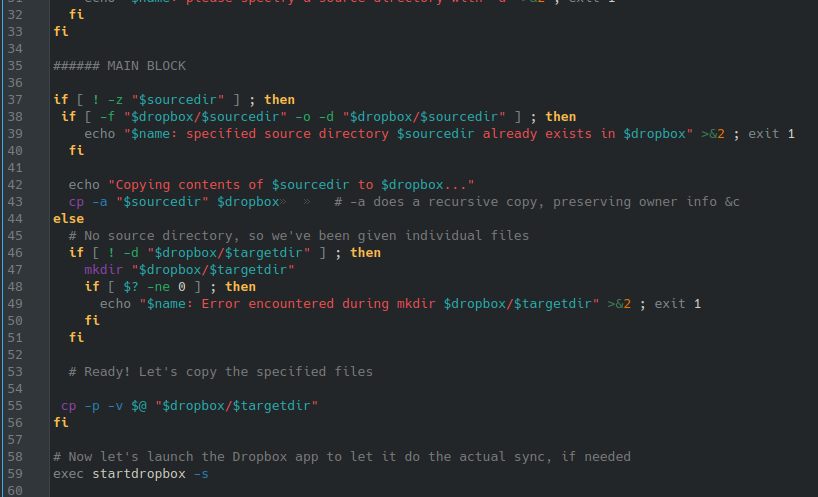 31 echo "$name: please specify a source directory with -d" >&2 ; exit 1
32 fi
33 fi
34
35 ###### MAIN BLOCK
36
37 if [ ! -z "$sourcedir" ] ; then
38 if [ -f "$dropbox/$sourcedir" -o -d "$dropbox/$sourcedir" ] ; then
39 echo "$name: specified source directory $sourcedir already exists in $dropbox" >&2 ; exit 1
40 fi
41
42 echo "Copying contents of $sourcedir to $dropbox..."
43 cp -a "$sourcedir" $dropbox» » # -a does a recursive copy, preserving owner info &c
44 else
45 # No source directory, so we've been given individual files
46 if [ ! -d "$dropbox/$targetdir" ] ; then
47 mkdir "$dropbox/$targetdir"
48 if [ $? -ne 0 ] ; then
49 echo "$name: Error encountered during mkdir $dropbox/$targetdir" >&2 ; exit 1
50 fi
51 fi
52
53 # Ready! Let's copy the specified files
54
55 cp -p -v $@ "$dropbox/$targetdir"
56 fi
57
58 # Now let's launch the Dropbox app to let it do the actual sync, if needed
59 exec startdropbox -s
60